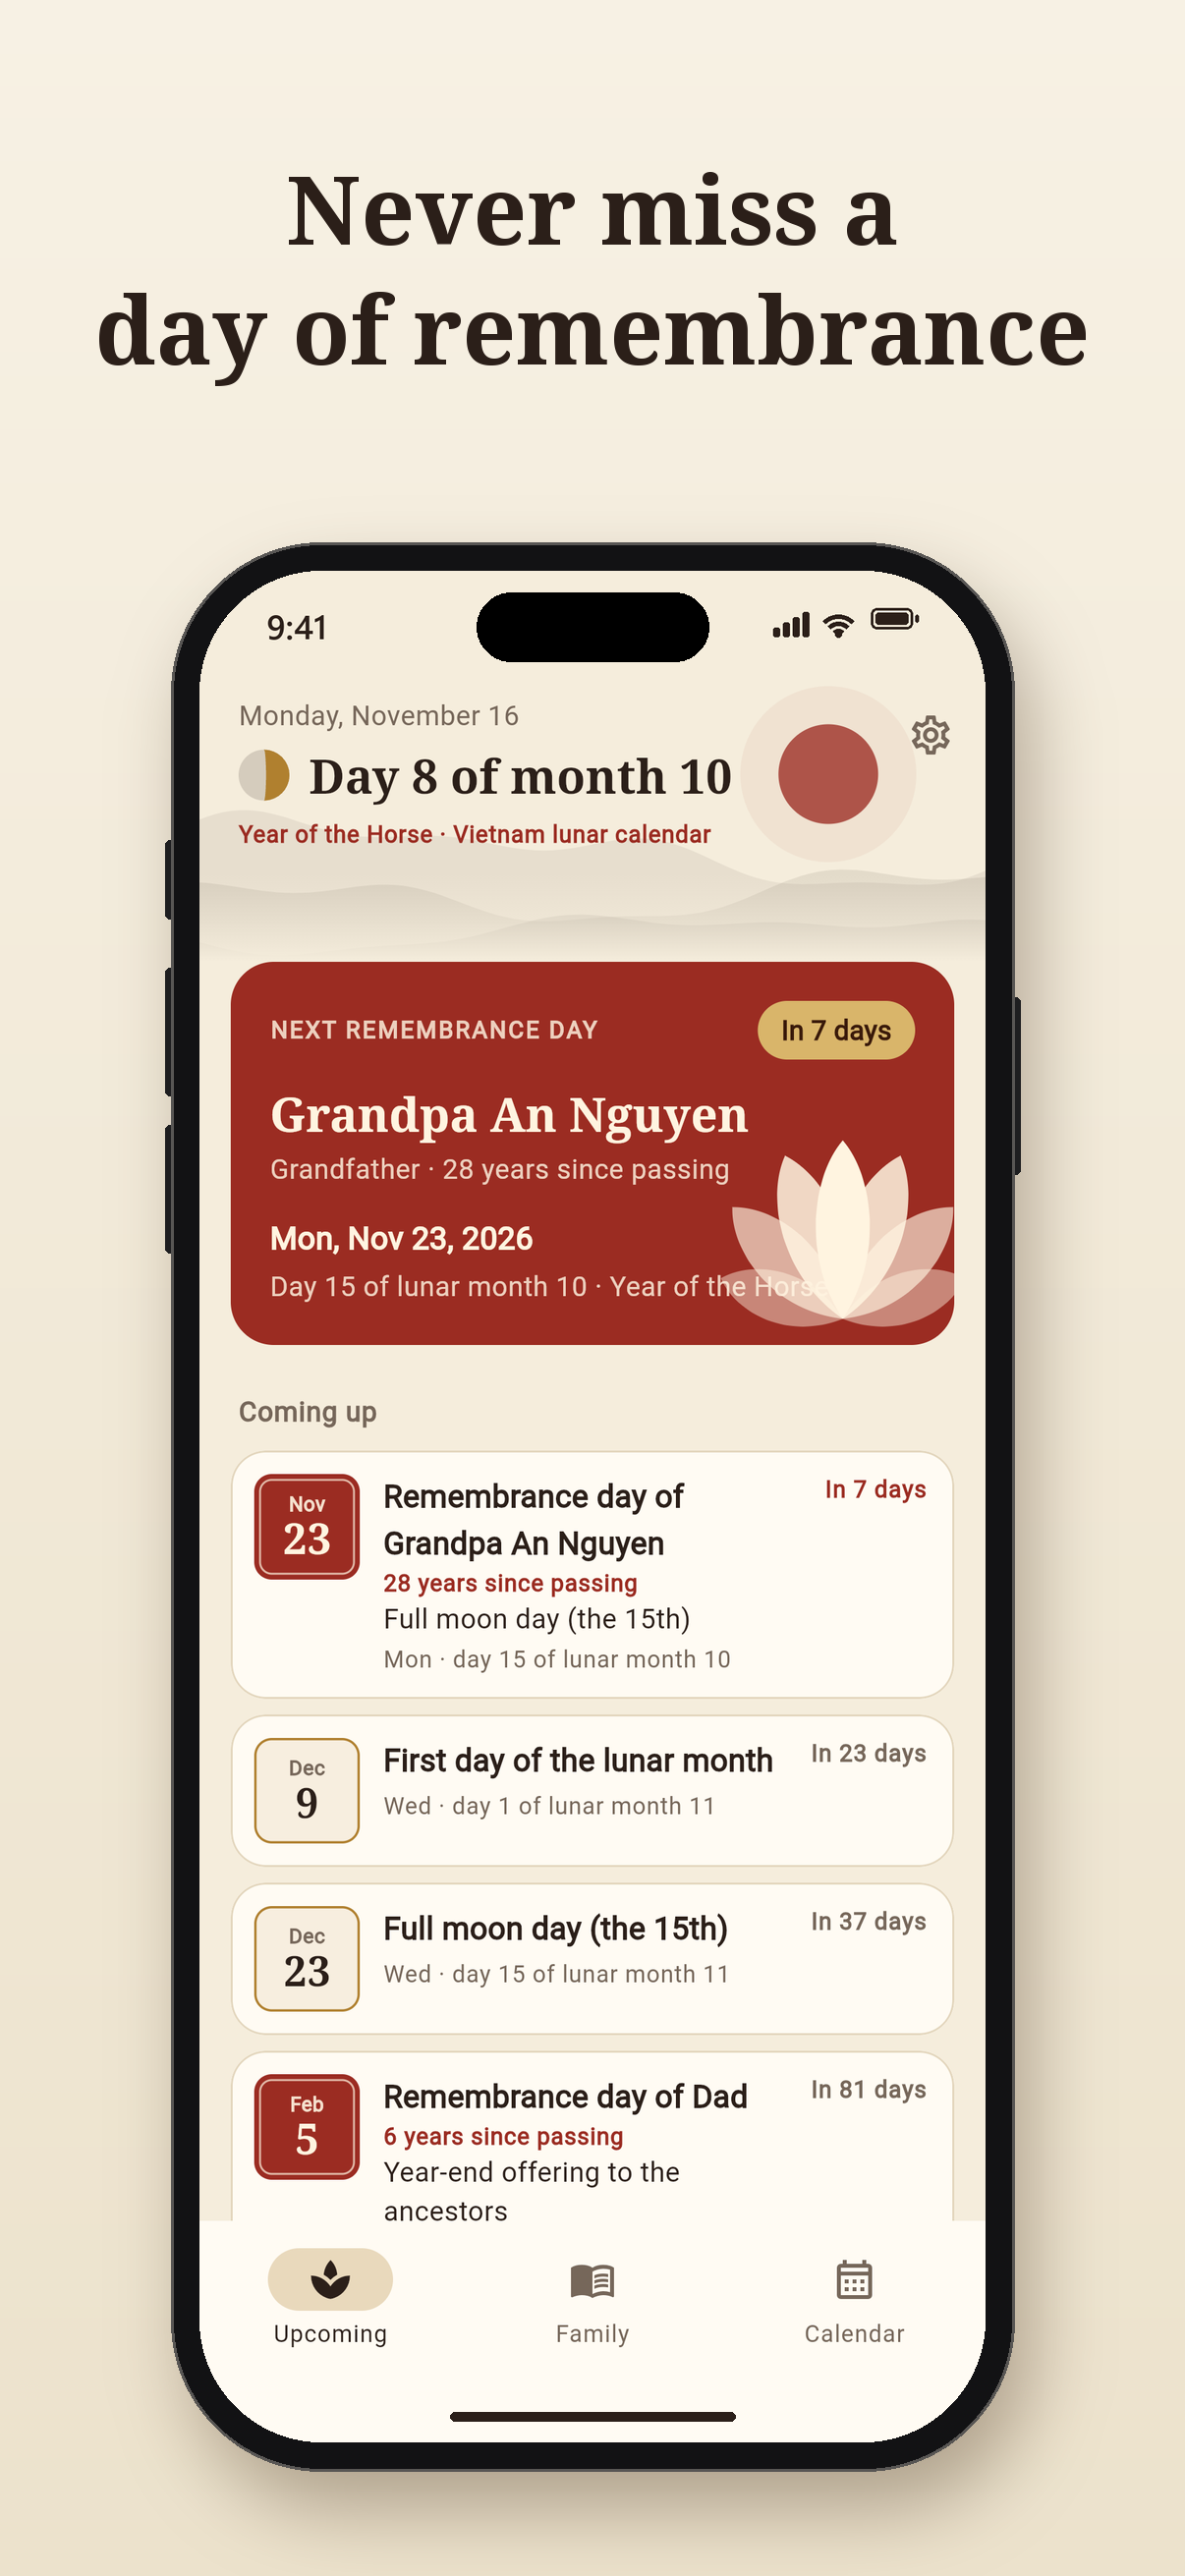 Never miss a
day of remembrance
9:41
Monday, November 16
Day 8 of month 10
Year of the Horse · Vietnam lunar calendar
NEXT REMEMBRANCE DAY
In 7 days
Grandpa An Nguyen
Grandfather · 28 years since passing
Mon, Nov 23, 2026
Day 15 of lunar month 10 · Year of the Horse
Coming up
Nov
23
Remembrance day of
Grandpa An Nguyen
In 7 days
28 years since passing
Full moon day (the 15th)
Mon · day 15 of lunar month 10
Dec
9
First day of the lunar month
In 23 days
Wed · day 1 of lunar month 11
Dec
23
Full moon day (the 15th)
In 37 days
Wed · day 15 of lunar month 11
Feb
5
Remembrance day of Dad
In 81 days
6 years since passing
Year-end offering to the
ancestors
Upcoming
Family
Calendar